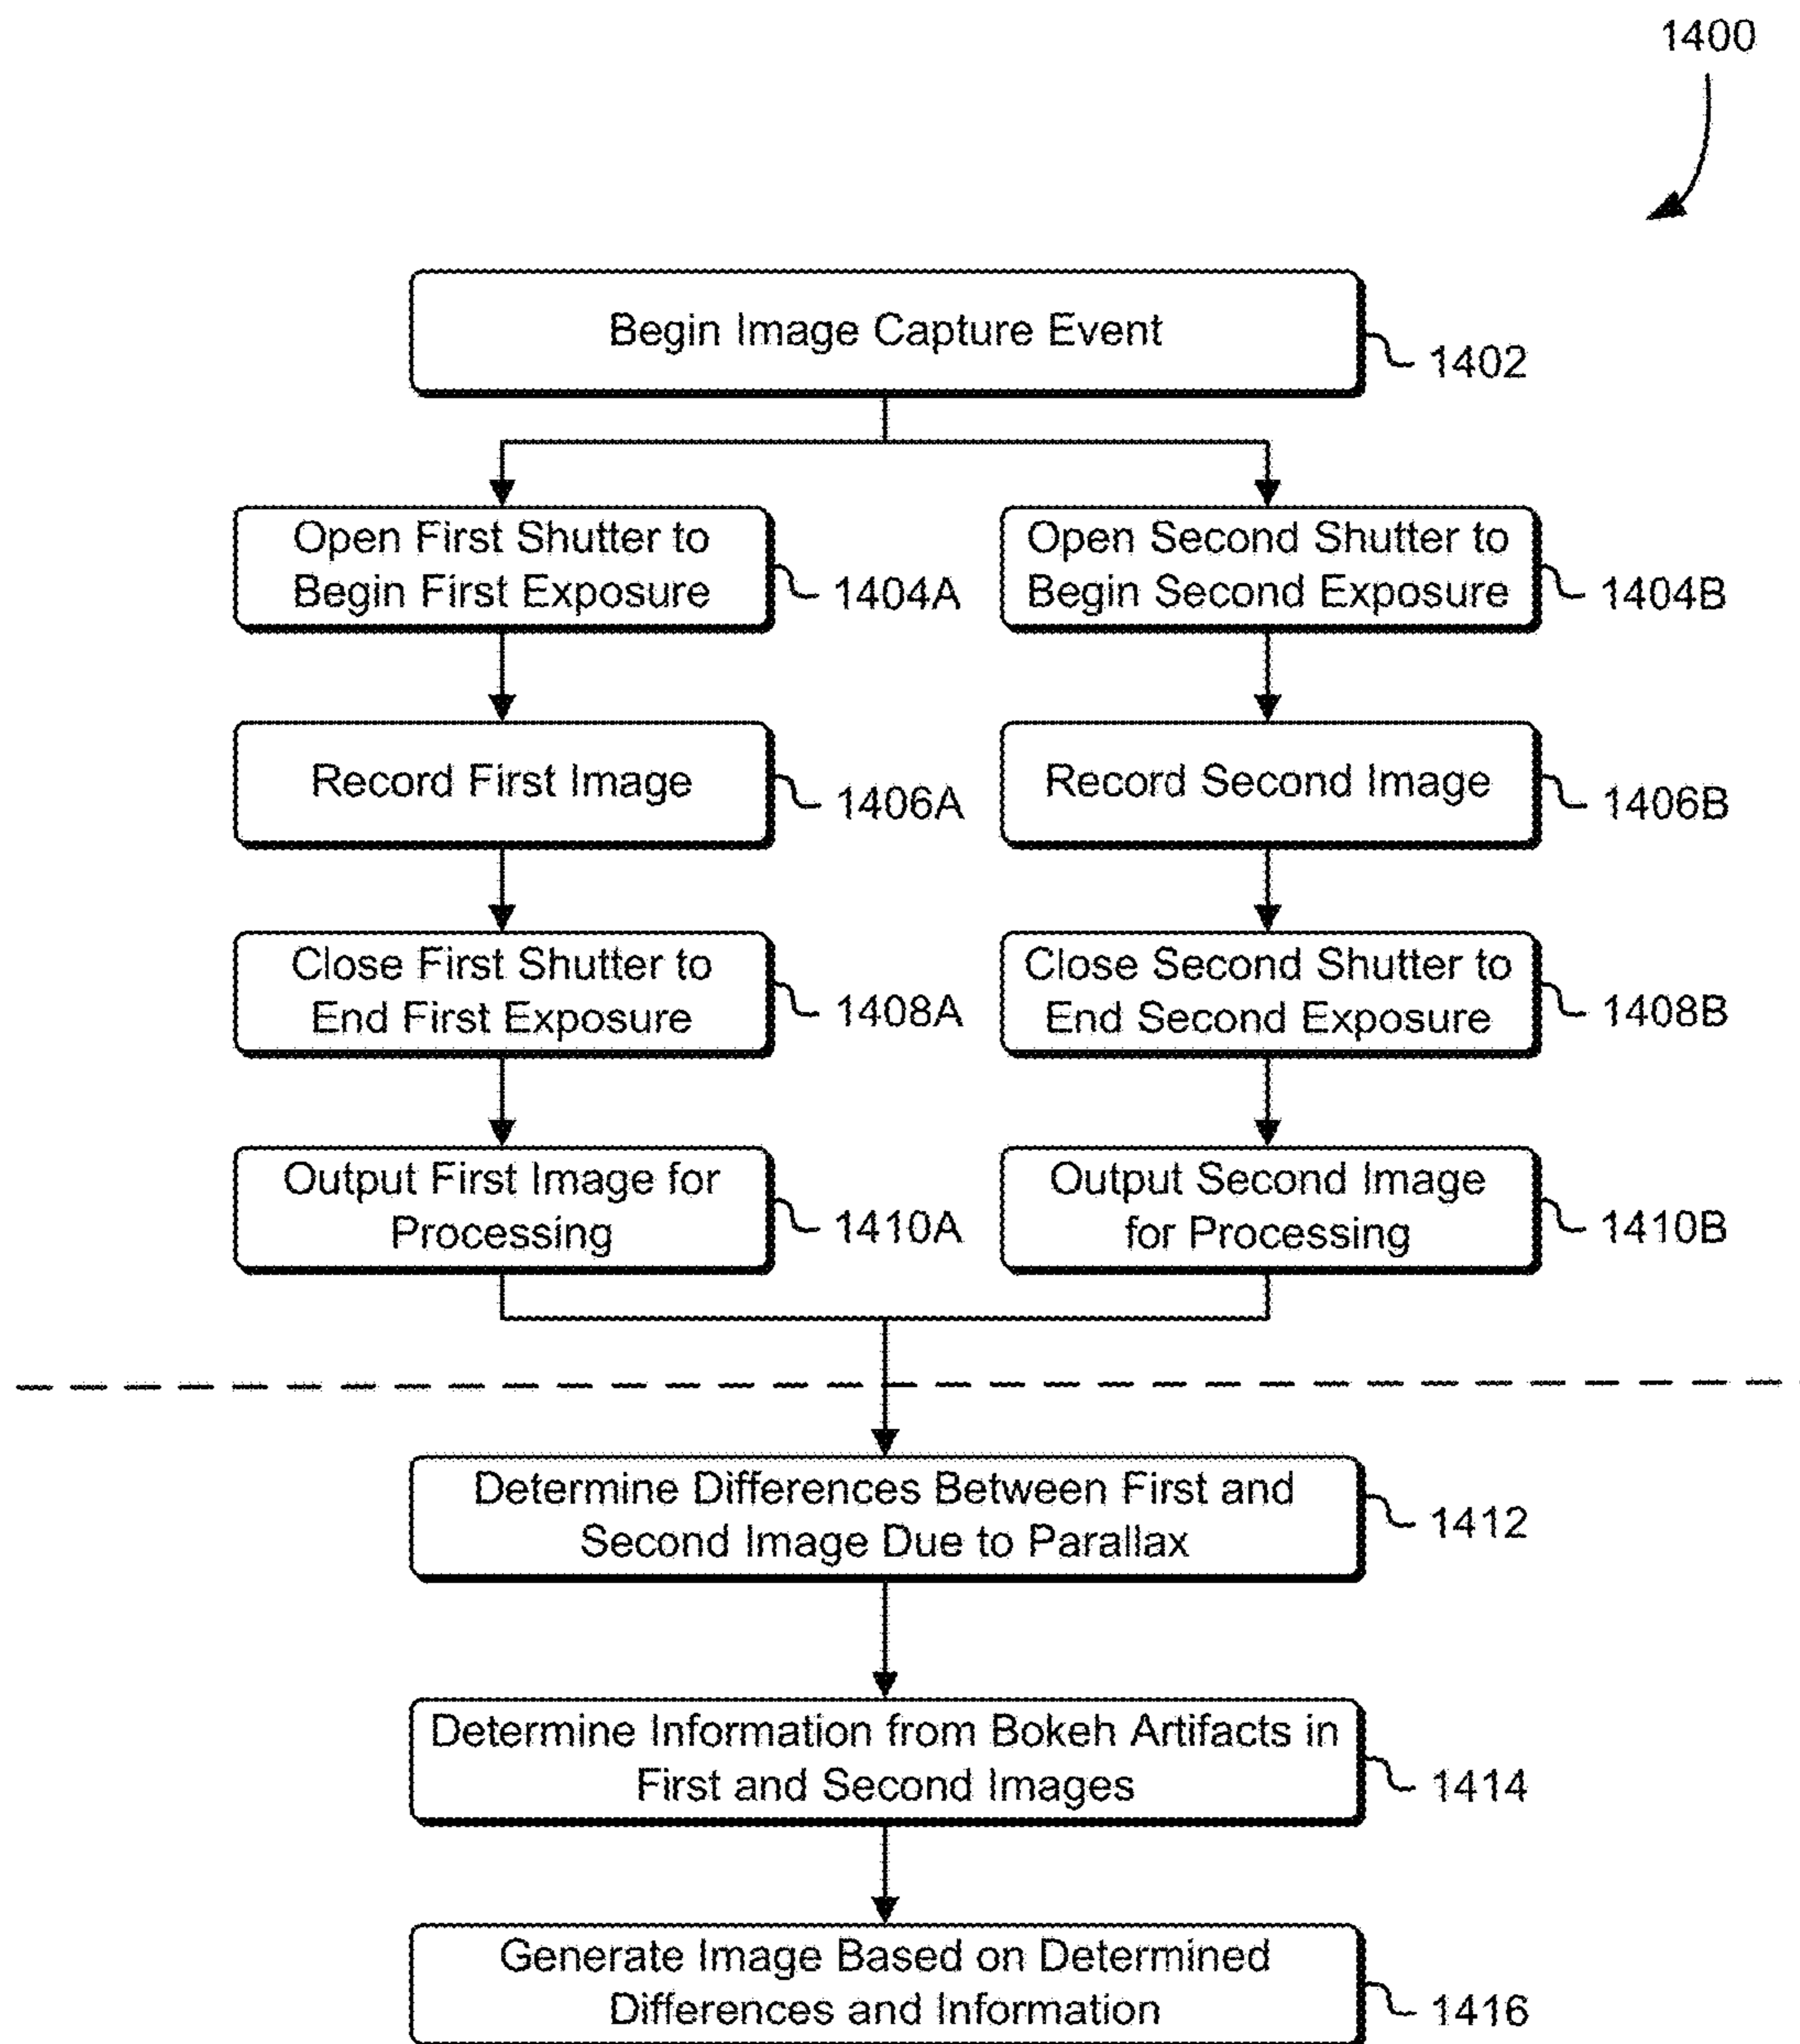 1400
Begin Image Capture Event
1402
Open First Shutter to
Begin First Exposure
1404A
Open Second Shutter to
Begin Second Exposure
1404B
Record First Image
1406A
Record Second Image
1406B
Close First Shutter to
End First Exposure
1408A
Close Second Shutter to
End Second Exposure
1408B
Output First Image for
Processing
1410A
Output Second Image
for Processing
1410B
Determine Differences Between First and
Second Image Due to Parallax
1412
Determine Information from Bokeh Artifacts in
First and Second Images
1414
Generate Image Based on Determined
Differences and Information
1416